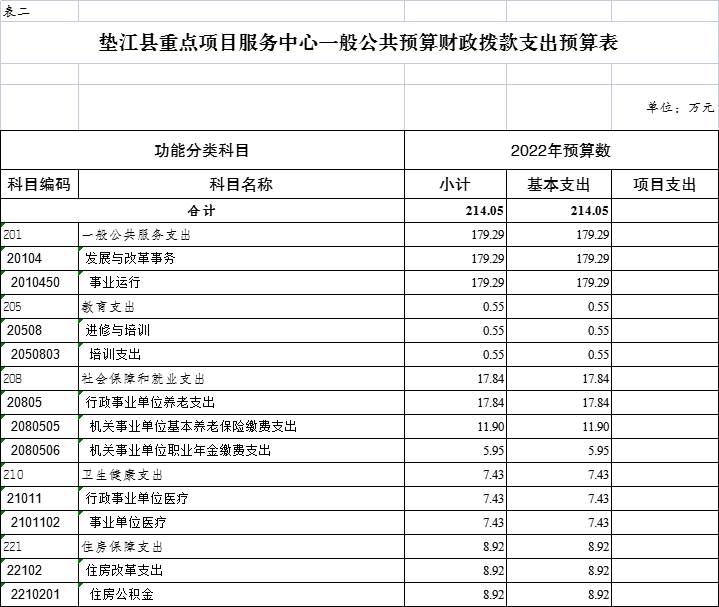 表二
垫江县重点项目服务中心一般公共预算财政拨款支出预算表
单位：万元
功能分类科目 2022年预算数
科目编码 科目名称 小计 基本支出 项目支出
合计 214.05 214.05
201 一般公共服务支出 179.29 179.29
20104 发展与改革事务 179.29 179.29
2010450 事业运行 179.29 179.29
205 教育支出 0.55 0.55
20508 进修与培训 0.55 0.55
2050803 培训支出 0.55 0.55
208 社会保障和就业支出 17.84 17.84
20805 行政事业单位养老支出 17.84 17.84
2080505 机关事业单位基本养老保险缴费支出 11.90 11.90
2080506 机关事业单位职业年金缴费支出 5.95 5.95
210 卫生健康支出 7.43 7.43
21011 行政事业单位医疗 7.43 7.43
2101102 事业单位医疗 7.43 7.43
221 住房保障支出 8.92 8.92
22102 住房改革支出 8.92 8.92
2210201 住房公积金 8.92 8.92